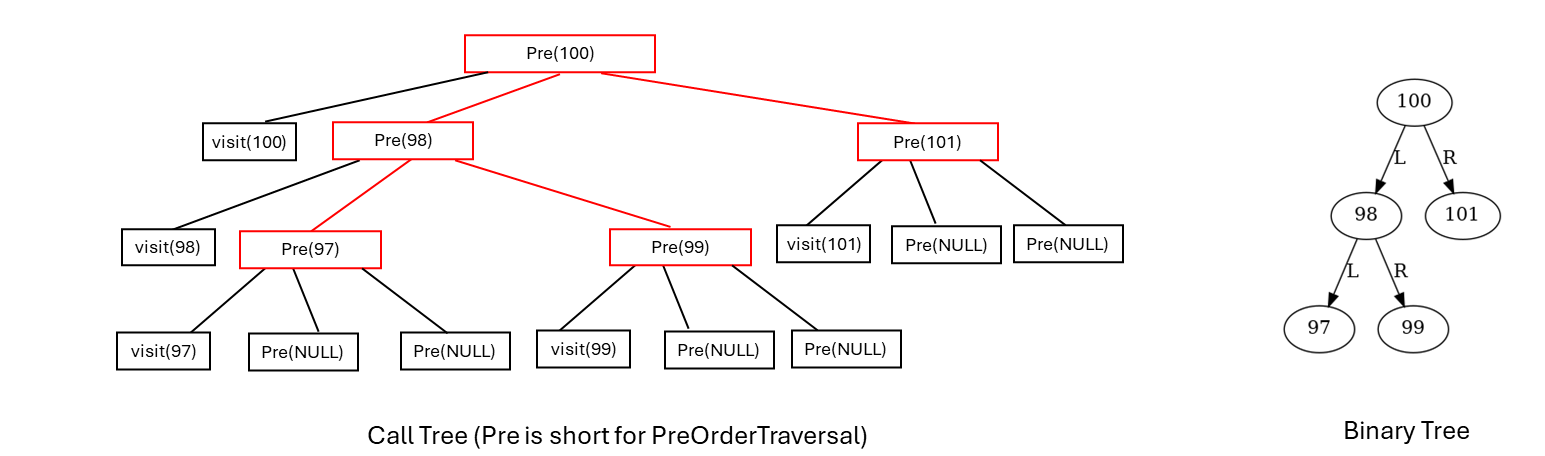 Pre(100)
visit(100)
Pre(98)
Pre(101)
visit(98)
Pre(97)
Pre(99)
visit(101)
Pre(NULL)
Pre(NULL)
visit(97)
Pre(NULL)
Pre(NULL)
visit(99)
Pre(NULL)
Pre(NULL)
Call Tree (Pre is short for PreOrderTraversal)
100
L
R
98
101
L
R
97
99
Binary Tree